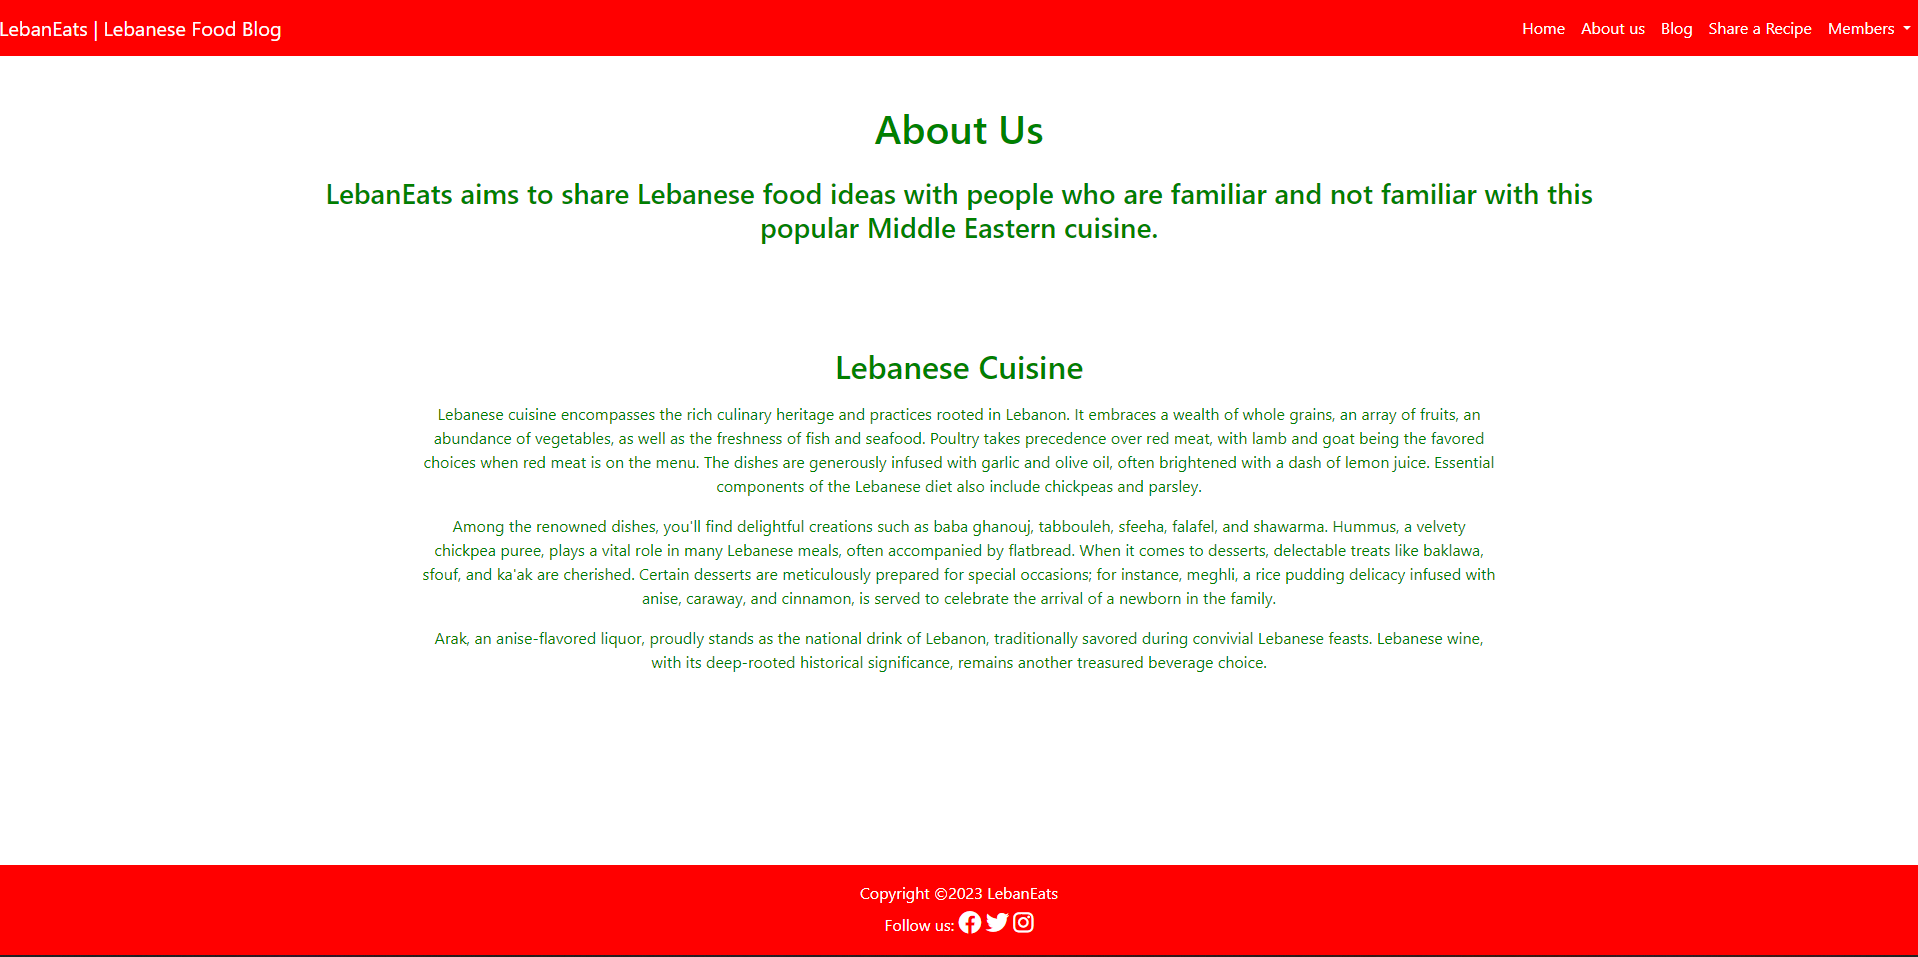 LebanEats | Lebanese Food Blog
Home About us Blog Share a Recipe Members
About Us
LebanEats aims to share Lebanese food ideas with people who are familiar and not familiar with this
popular Middle Eastern cuisine.
Lebanese Cuisine
Lebanese cuisine encompasses the rich culinary heritage and practices rooted in Lebanon. It embraces a wealth of whole grains, an array of fruits, an
abundance of vegetables, as well as the freshness of fish and seafood. Poultry takes precedence over red meat, with lamb and goat being the favored
choices when red meat is on the menu. The dishes are generously infused with garlic and olive oil, often brightened with a dash of lemon juice. Essential
components of the Lebanese diet also include chickpeas and parsley.
Among the renowned dishes, you'll find delightful creations such as baba ghanouj, tabbouleh, sfeeha, falafel, and shawarma. Hummus, a velvety
chickpea puree, plays a vital role in many Lebanese meals, often accompanied by flatbread. When it comes to desserts, delectable treats like baklawa,
sfouf, and ka'ak are cherished. Certain desserts are meticulously prepared for special occasions; for instance, meghli, a rice pudding delicacy infused with
anise, caraway, and cinnamon, is served to celebrate the arrival of a newborn in the family.
Arak, an anise-flavored liquor, proudly stands as the national drink of Lebanon, traditionally savored during convivial Lebanese feasts. Lebanese wine,
with its deep-rooted historical significance, remains another treasured beverage choice.
Copyright ©2023 LebanEats
Follow us: